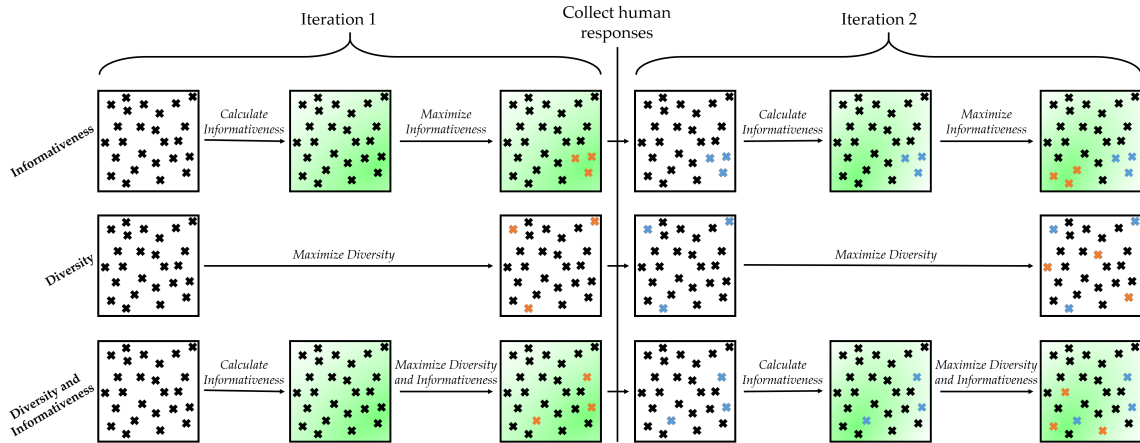 Iteration 1
Collect human
responses
Iteration 2
Informativeness
Calculate
Informativeness
Maximize
Informativeness
Calculate
Informativeness
Maximize
Informativeness
Diversity
Maximize Diversity
Maximize Diversity
Diversity and
Informativeness
Calculate
Informativeness
Maximize Diversity
and Informativeness
Calculate
Informativeness
Maximize Diversity
and Informativeness